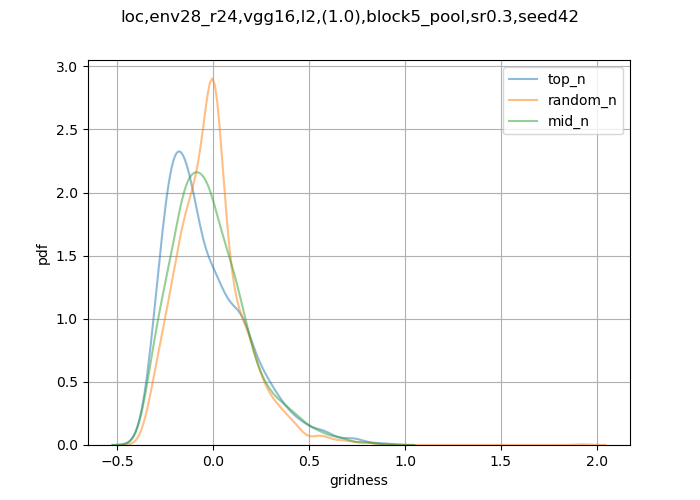 loc,env28_r24,vgg16,l2,(1.0),block5_pool,sr0.3,seed42
3.0
2.5
2.0
1.5
1.0
0.5
0.0
pdf
top_n
random_n
mid_n
−0.5 0.0 0.5 1.0 1.5 2.0
gridness